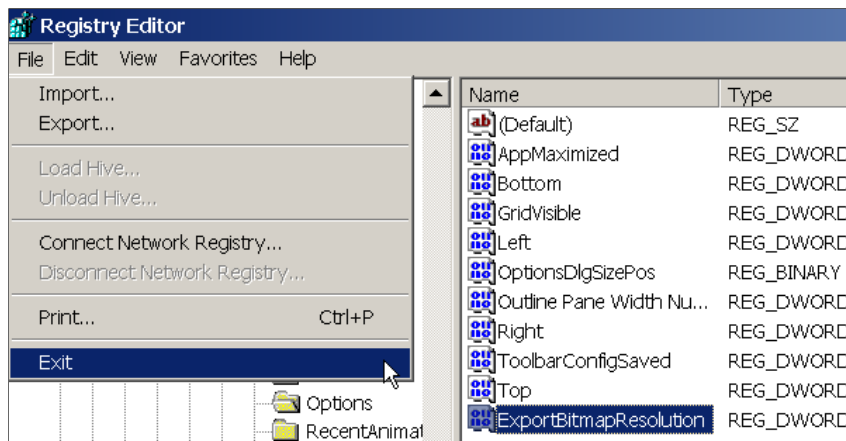 Registry Editor
File Edit View Favorites Help
Import...
Export...
Load Hive...
Unload Hive...
Connect Network Registry...
Disconnect Network Registry...
Print... Ctrl+P
Exit
Options
RecentAnimat
Name Type
(Default) REG_SZ
AppMaximized REG_DWORD
Bottom REG_DWORD
GridVisible REG_DWORD
Left REG_DWORD
OptionsDlgSizePos REG_BINARY
Outline Pane Width Nu... REG_DWORD
Right REG_DWORD
ToolbarConfigSaved REG_DWORD
Top REG_DWORD
ExportBitmapResolution REG_DWORD